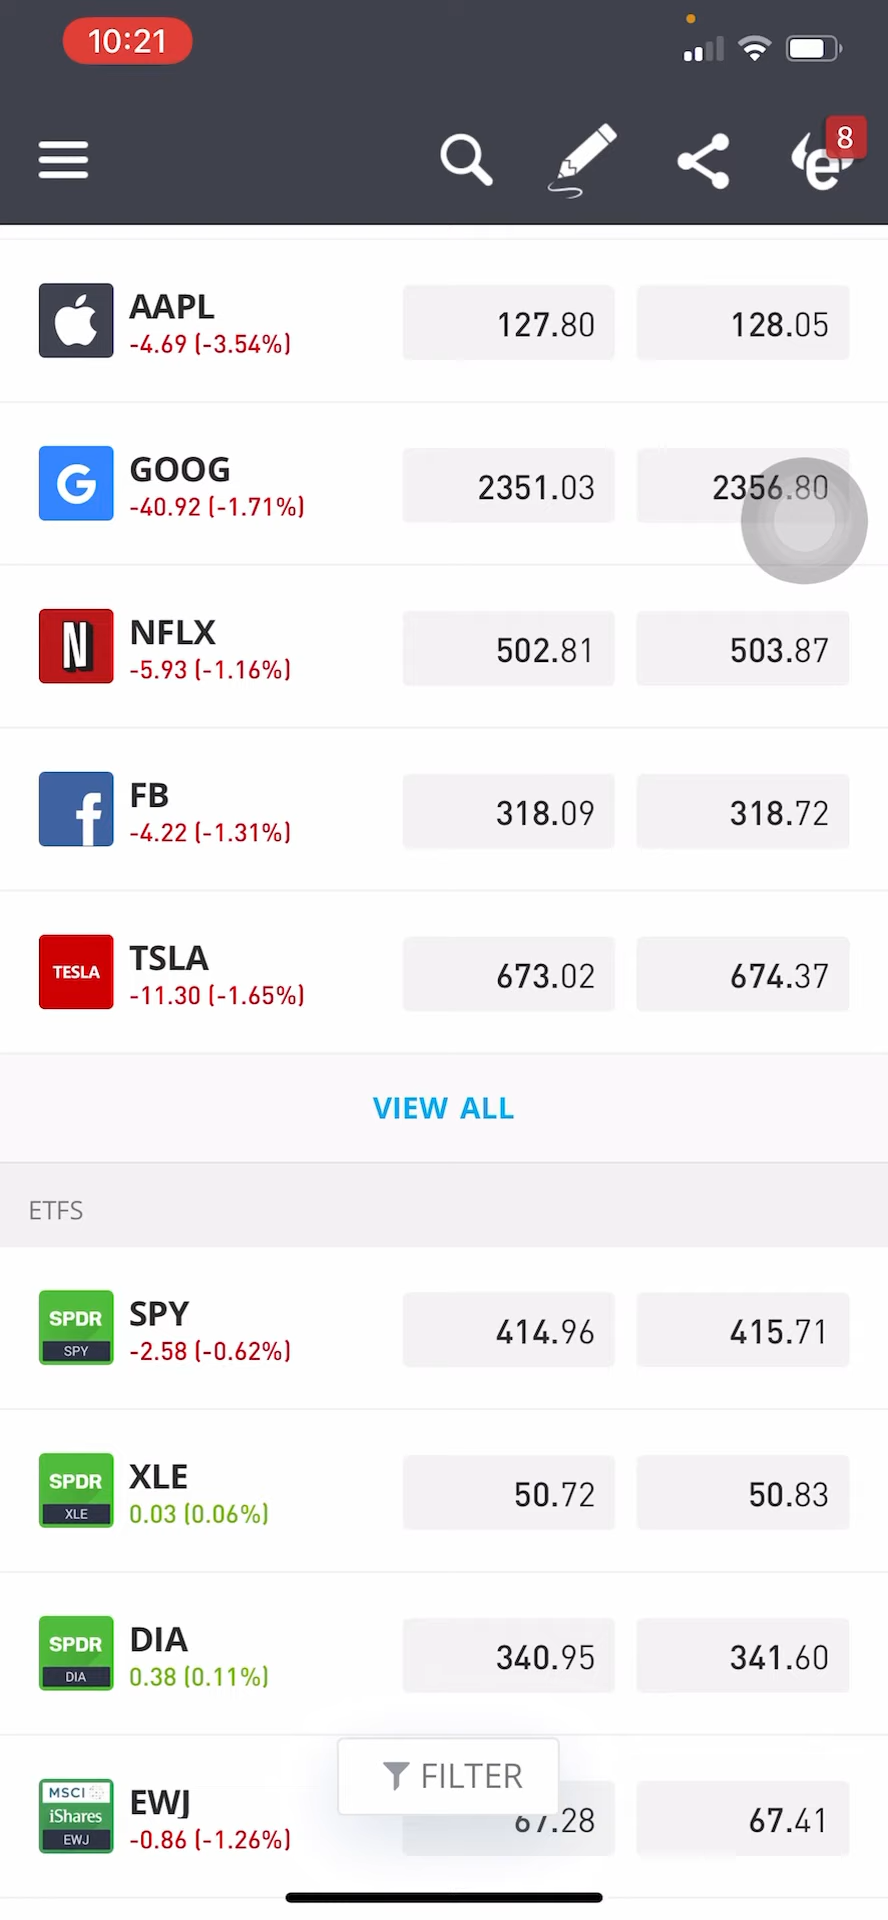 10:21
8
AAPL
127.80 128.05
-4.69 (-3.54%)
G
GOOG
2351.03 2356.80
-40.92 (-1.71%)
N
NFLX
502.81 503.87
-5.93 (-1.16%)
f
FB
318.09 318.72
-4.22 (-1.31%)
TESLA
TSLA
673.02 674.37
-11.30 (-1.65%)
VIEW ALL
ETFS
SPDR
SPY
SPY
414.96 415.71
-2.58 (-0.62%)
SPDR
XLE
XLE
50.72 50.83
0.03 (0.06%)
SPDR
DIA
DIA
340.95 341.60
0.38 (0.11%)
FILTER
MSCI
iShares
EWJ
EWJ
67.28 67.41
-0.86 (-1.26%)